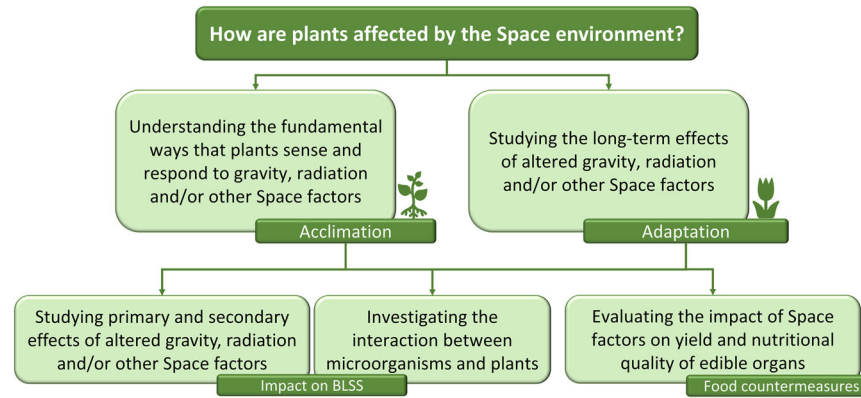 How are plants affected by the Space environment?
Understanding the fundamental
ways that plants sense and
respond to gravity, radiation
and/or other Space factors
Acclimation
Studying the long-term effects
of altered gravity, radiation
and/or other Space factors
Adaptation
Studying primary and secondary
effects of altered gravity, radiation
and/or other Space factors
Investigating the
interaction between
microorganisms and plants
Impact on BLSS
Evaluating the impact of Space
factors on yield and nutritional
quality of edible organs
Food countermeasures